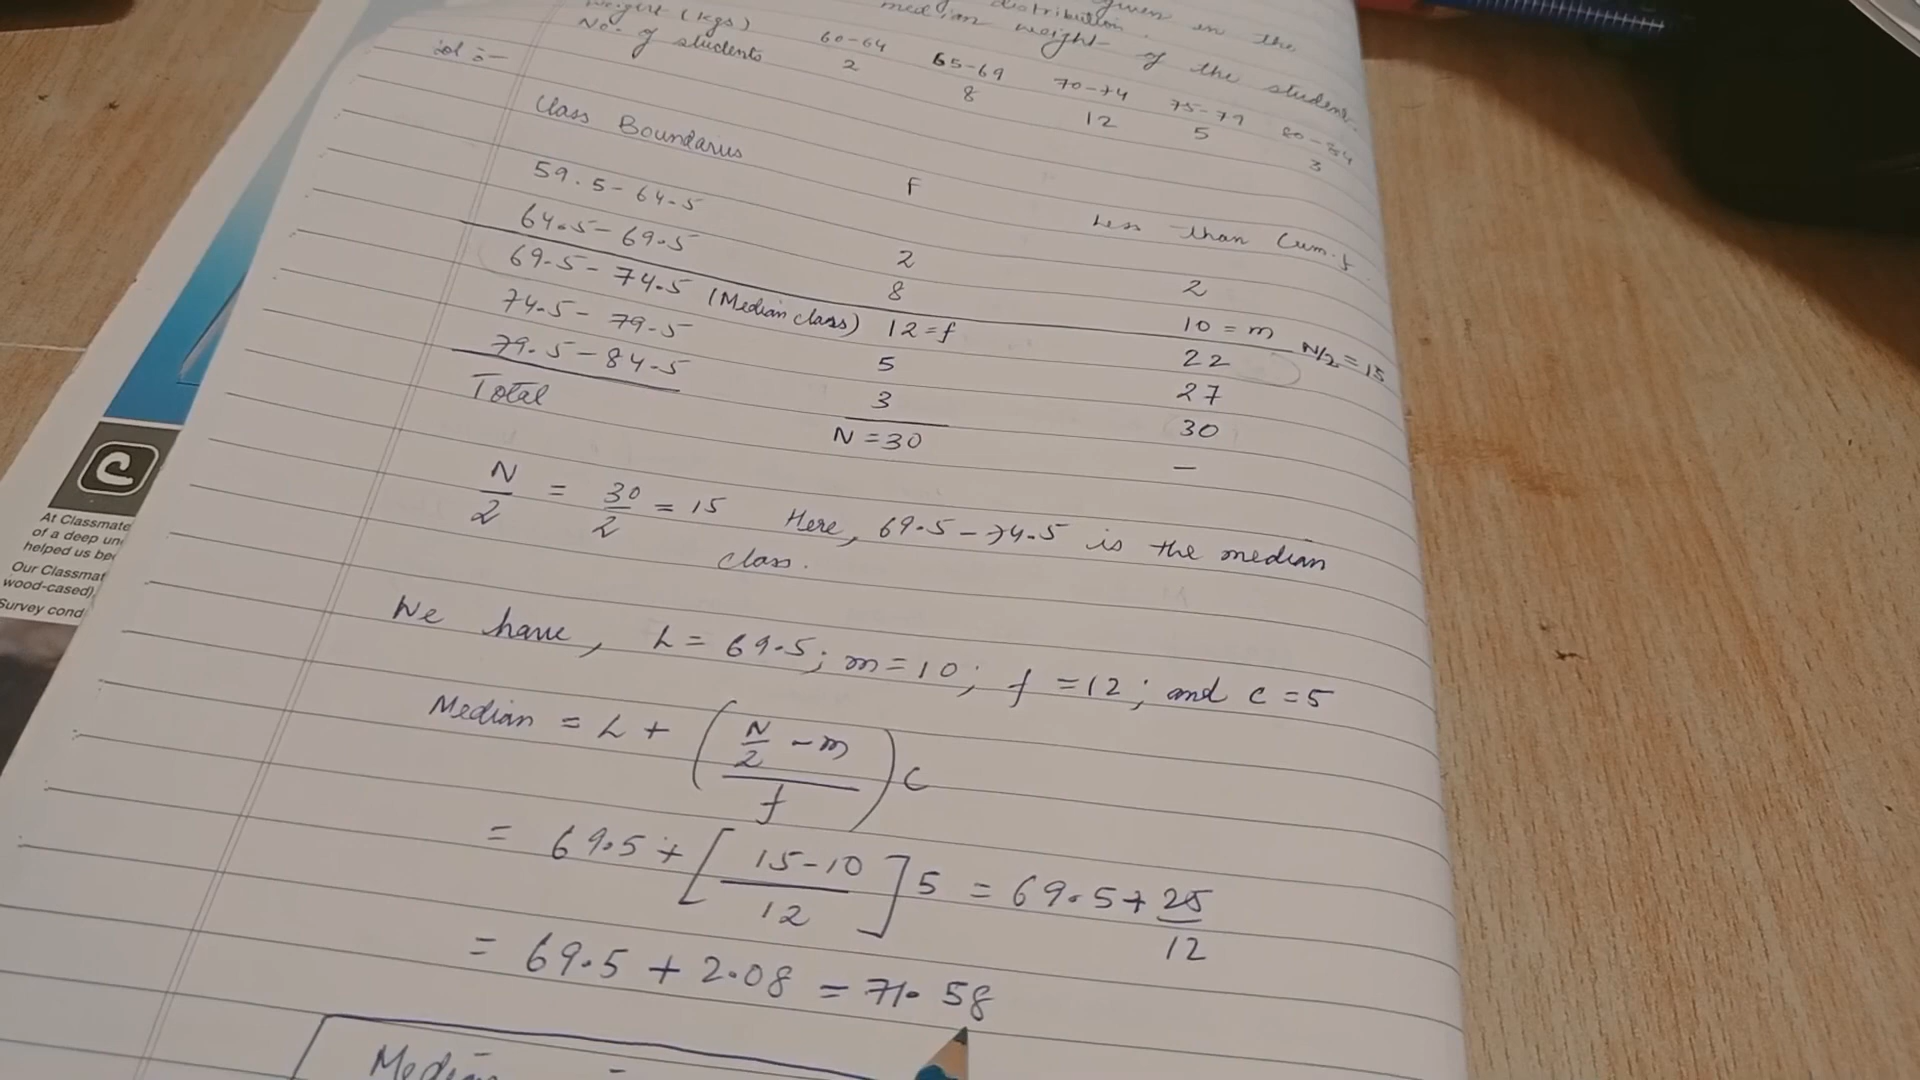 given in the
distribution.
median weight of the student.
Weight (kgs) 60-64 65-69 70-74 75-79 80-84
No. of students 2 8 12 5 3
sol :-
Class Boundaries F Less than Cum. f
59.5-64.5 2 2
64.5-69.5 8 10 = m
69.5-74.5 (Median class) 12=f 22 N/2=15
74.5-79.5 5 27
79.5-84.5 3 30
Total N=30 -
N/2 = 30/2 = 15 Here, 69.5-74.5 is the median
class.
We have, L = 69.5; m=10; f=12; and c=5
Median = L + ( (N/2 - m) / f ) c
= 69.5 + [ (15-10) / 12 ] 5 = 69.5+ 25/12
= 69.5 + 2.08 = 71.58
At Classmate
of a deep
helped us
Our
wood-cased)
Survey